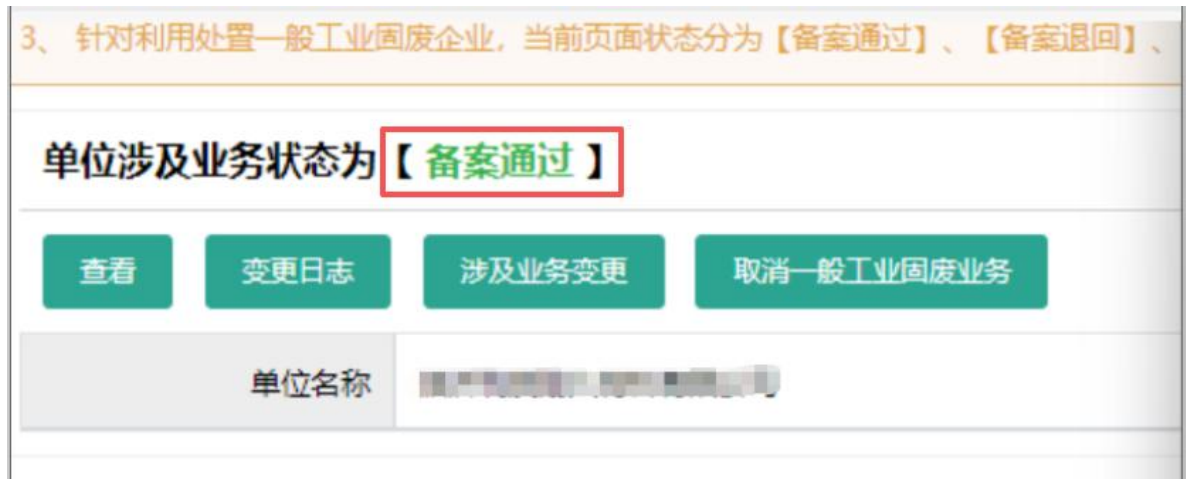 3、 针对利用处置一般工业固废企业，当前页面状态分为【备案通过】、【备案退回】、
单位涉及业务状态为【备案通过】
查看 变更日志 涉及业务变更 取消一般工业固废业务
单位名称